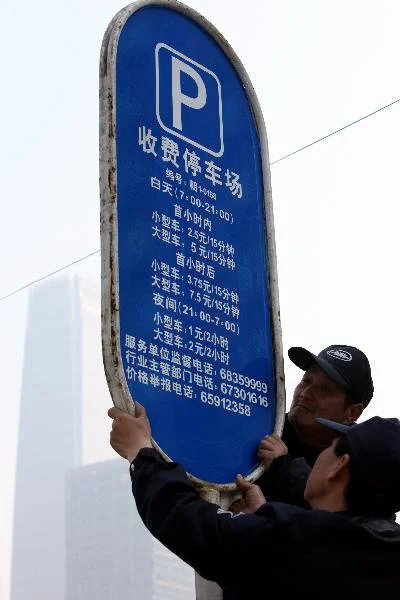 P
收费停车场
编号：朝1-0168
白天(7:00-21:00)
首小时内
小型车：2.5元/15分钟
大型车：5元/15分钟
首小时后
小型车：3.75元/15分钟
大型车：7.5元/15分钟
夜间(21:00-7:00)
小型车：1元/2小时
大型车：2元/2小时
服务单位监督电话：68359999
行业主管部门电话：67301616
价格举报电话：65912358